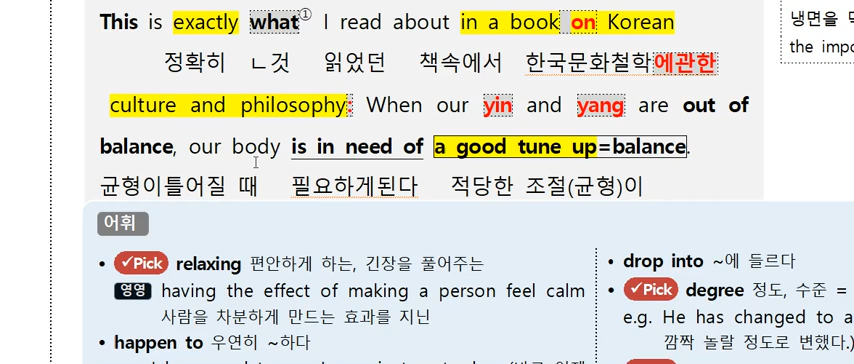 This is exactly what① I read about in a book on Korean
정확히 ㄴ것 읽었던 책속에서 한국문화철학에관한
culture and philosophy: When our yin and yang are out of
balance, our body is in need of a good tune up=balance.
균형이틀어질 때 필요하게된다 적당한 조절(균형)이
냉면을
the impo
어휘
• ✓Pick relaxing 편안하게 하는, 긴장을 풀어주는
영영 having the effect of making a person feel calm
사람을 차분하게 만드는 효과를 지닌
• happen to 우연히 ~하다
• drop into ~에 들르다
• ✓Pick degree 정도, 수준 =
e.g. He has changed to a
깜짝 놀랄 정도로 변했다.)